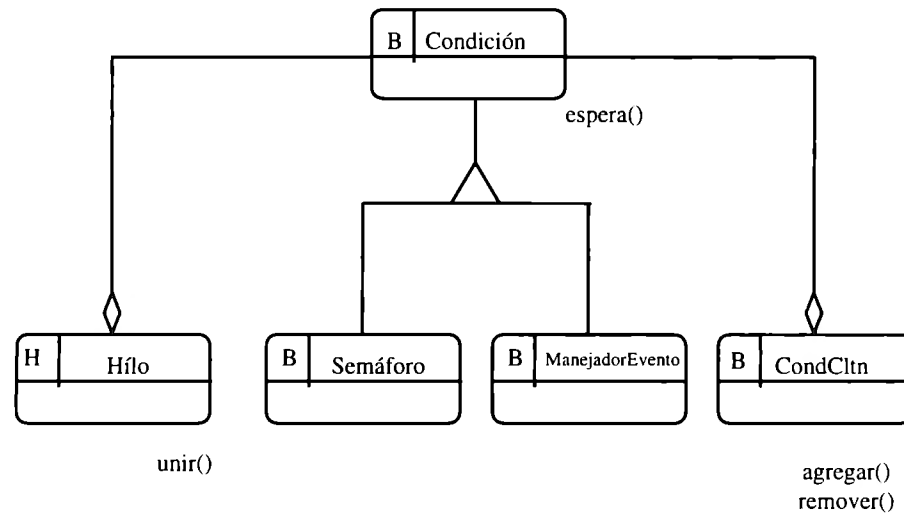 B Condición
espera()
H Hílo
B Semáforo
B ManejadorEvento
B CondCltn
unir()
agregar()
remover()